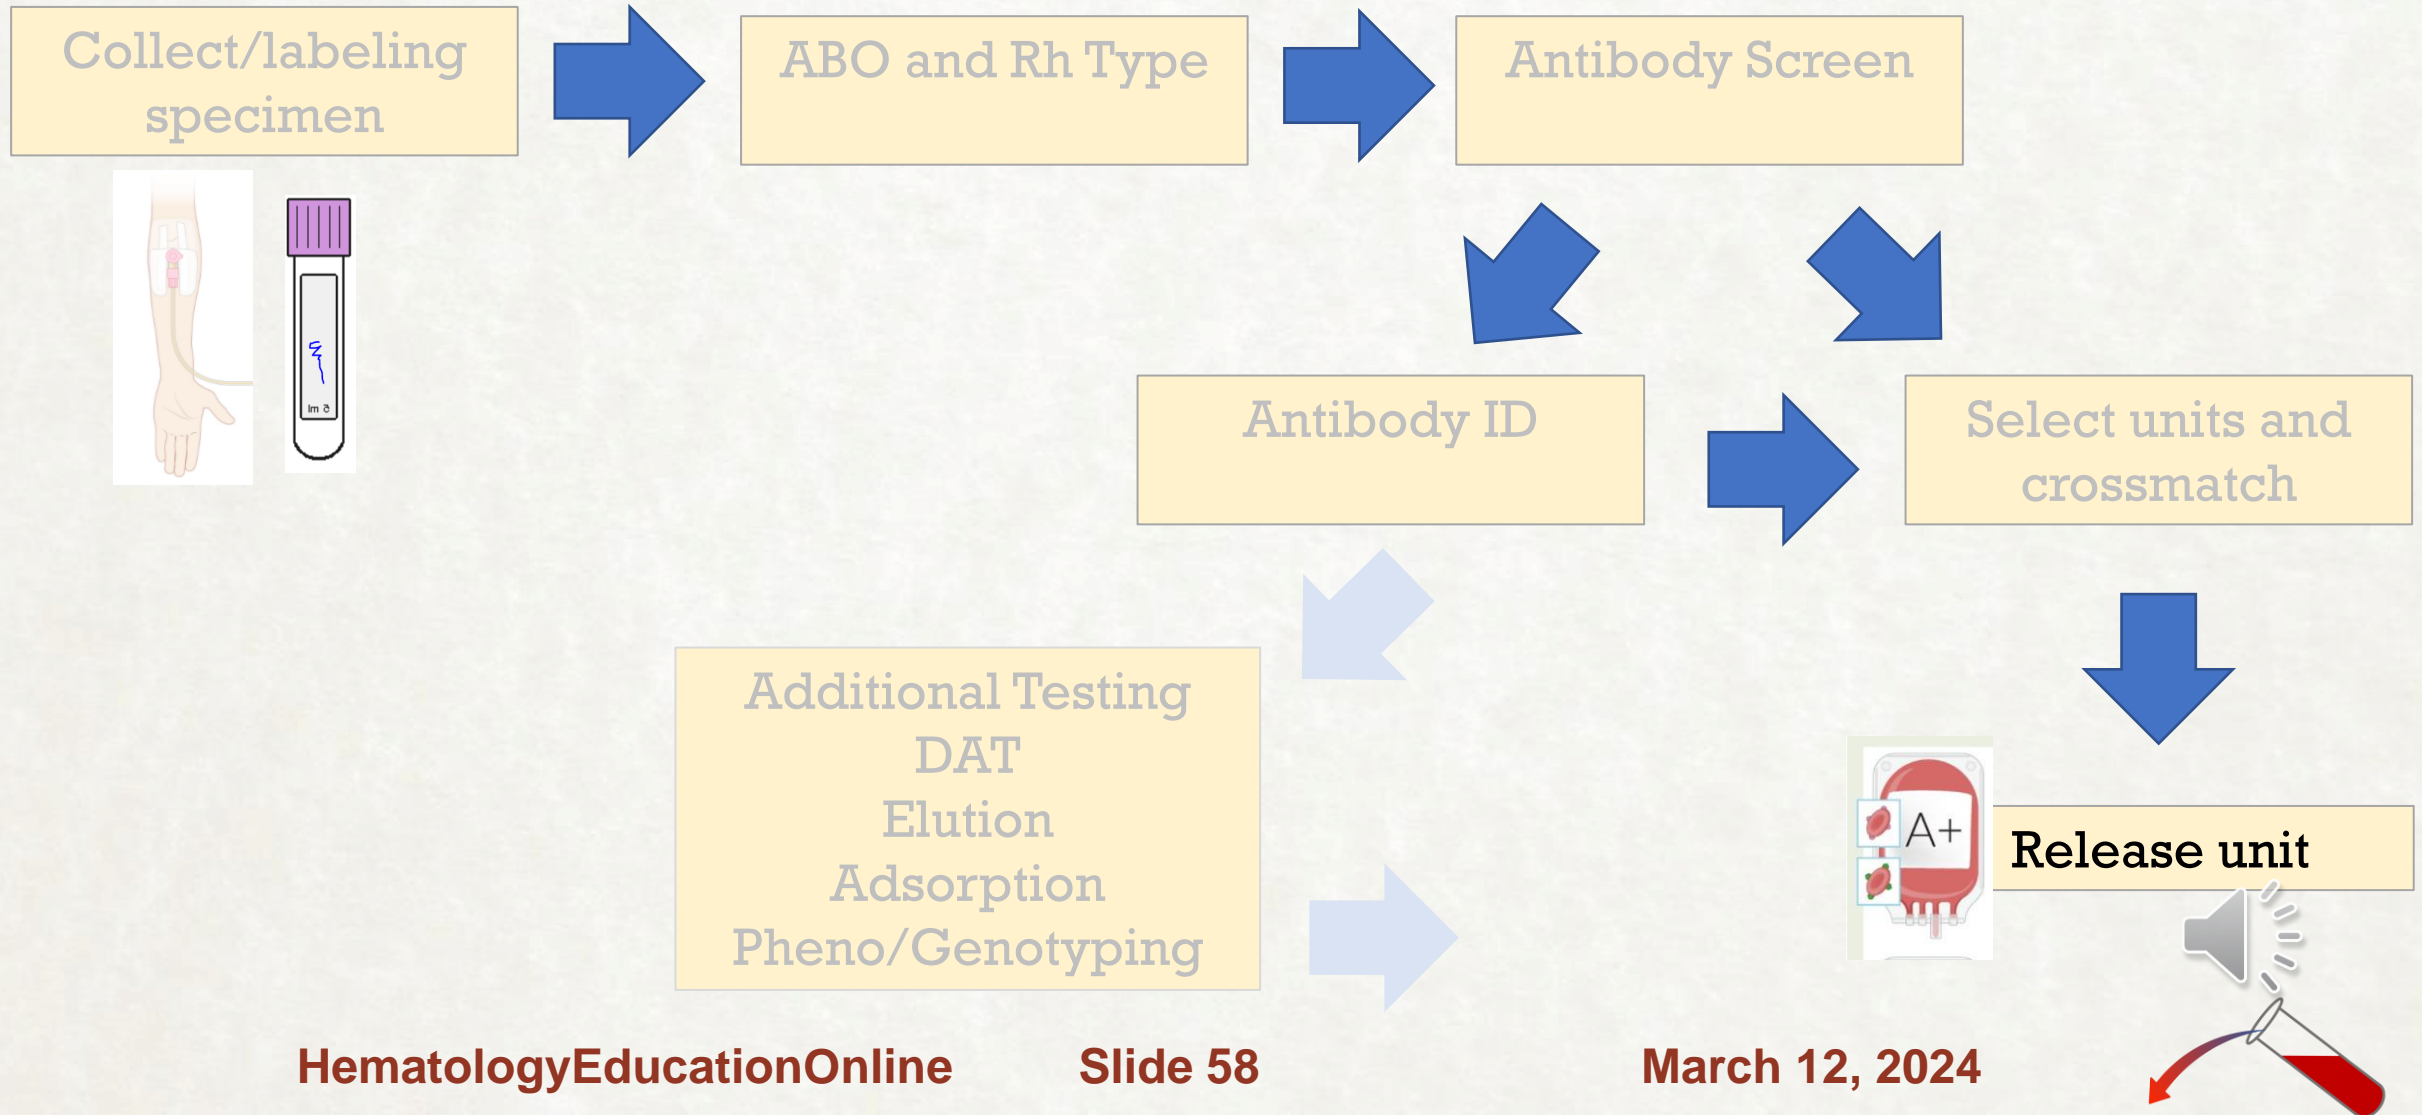 Collect/labeling
specimen
ABO and Rh Type
Antibody Screen
Antibody ID
Select units and
crossmatch
Additional Testing
DAT
Elution
Adsorption
Pheno/Genotyping
A+
Release unit
HematologyEducationOnline
Slide 58
March 12, 2024